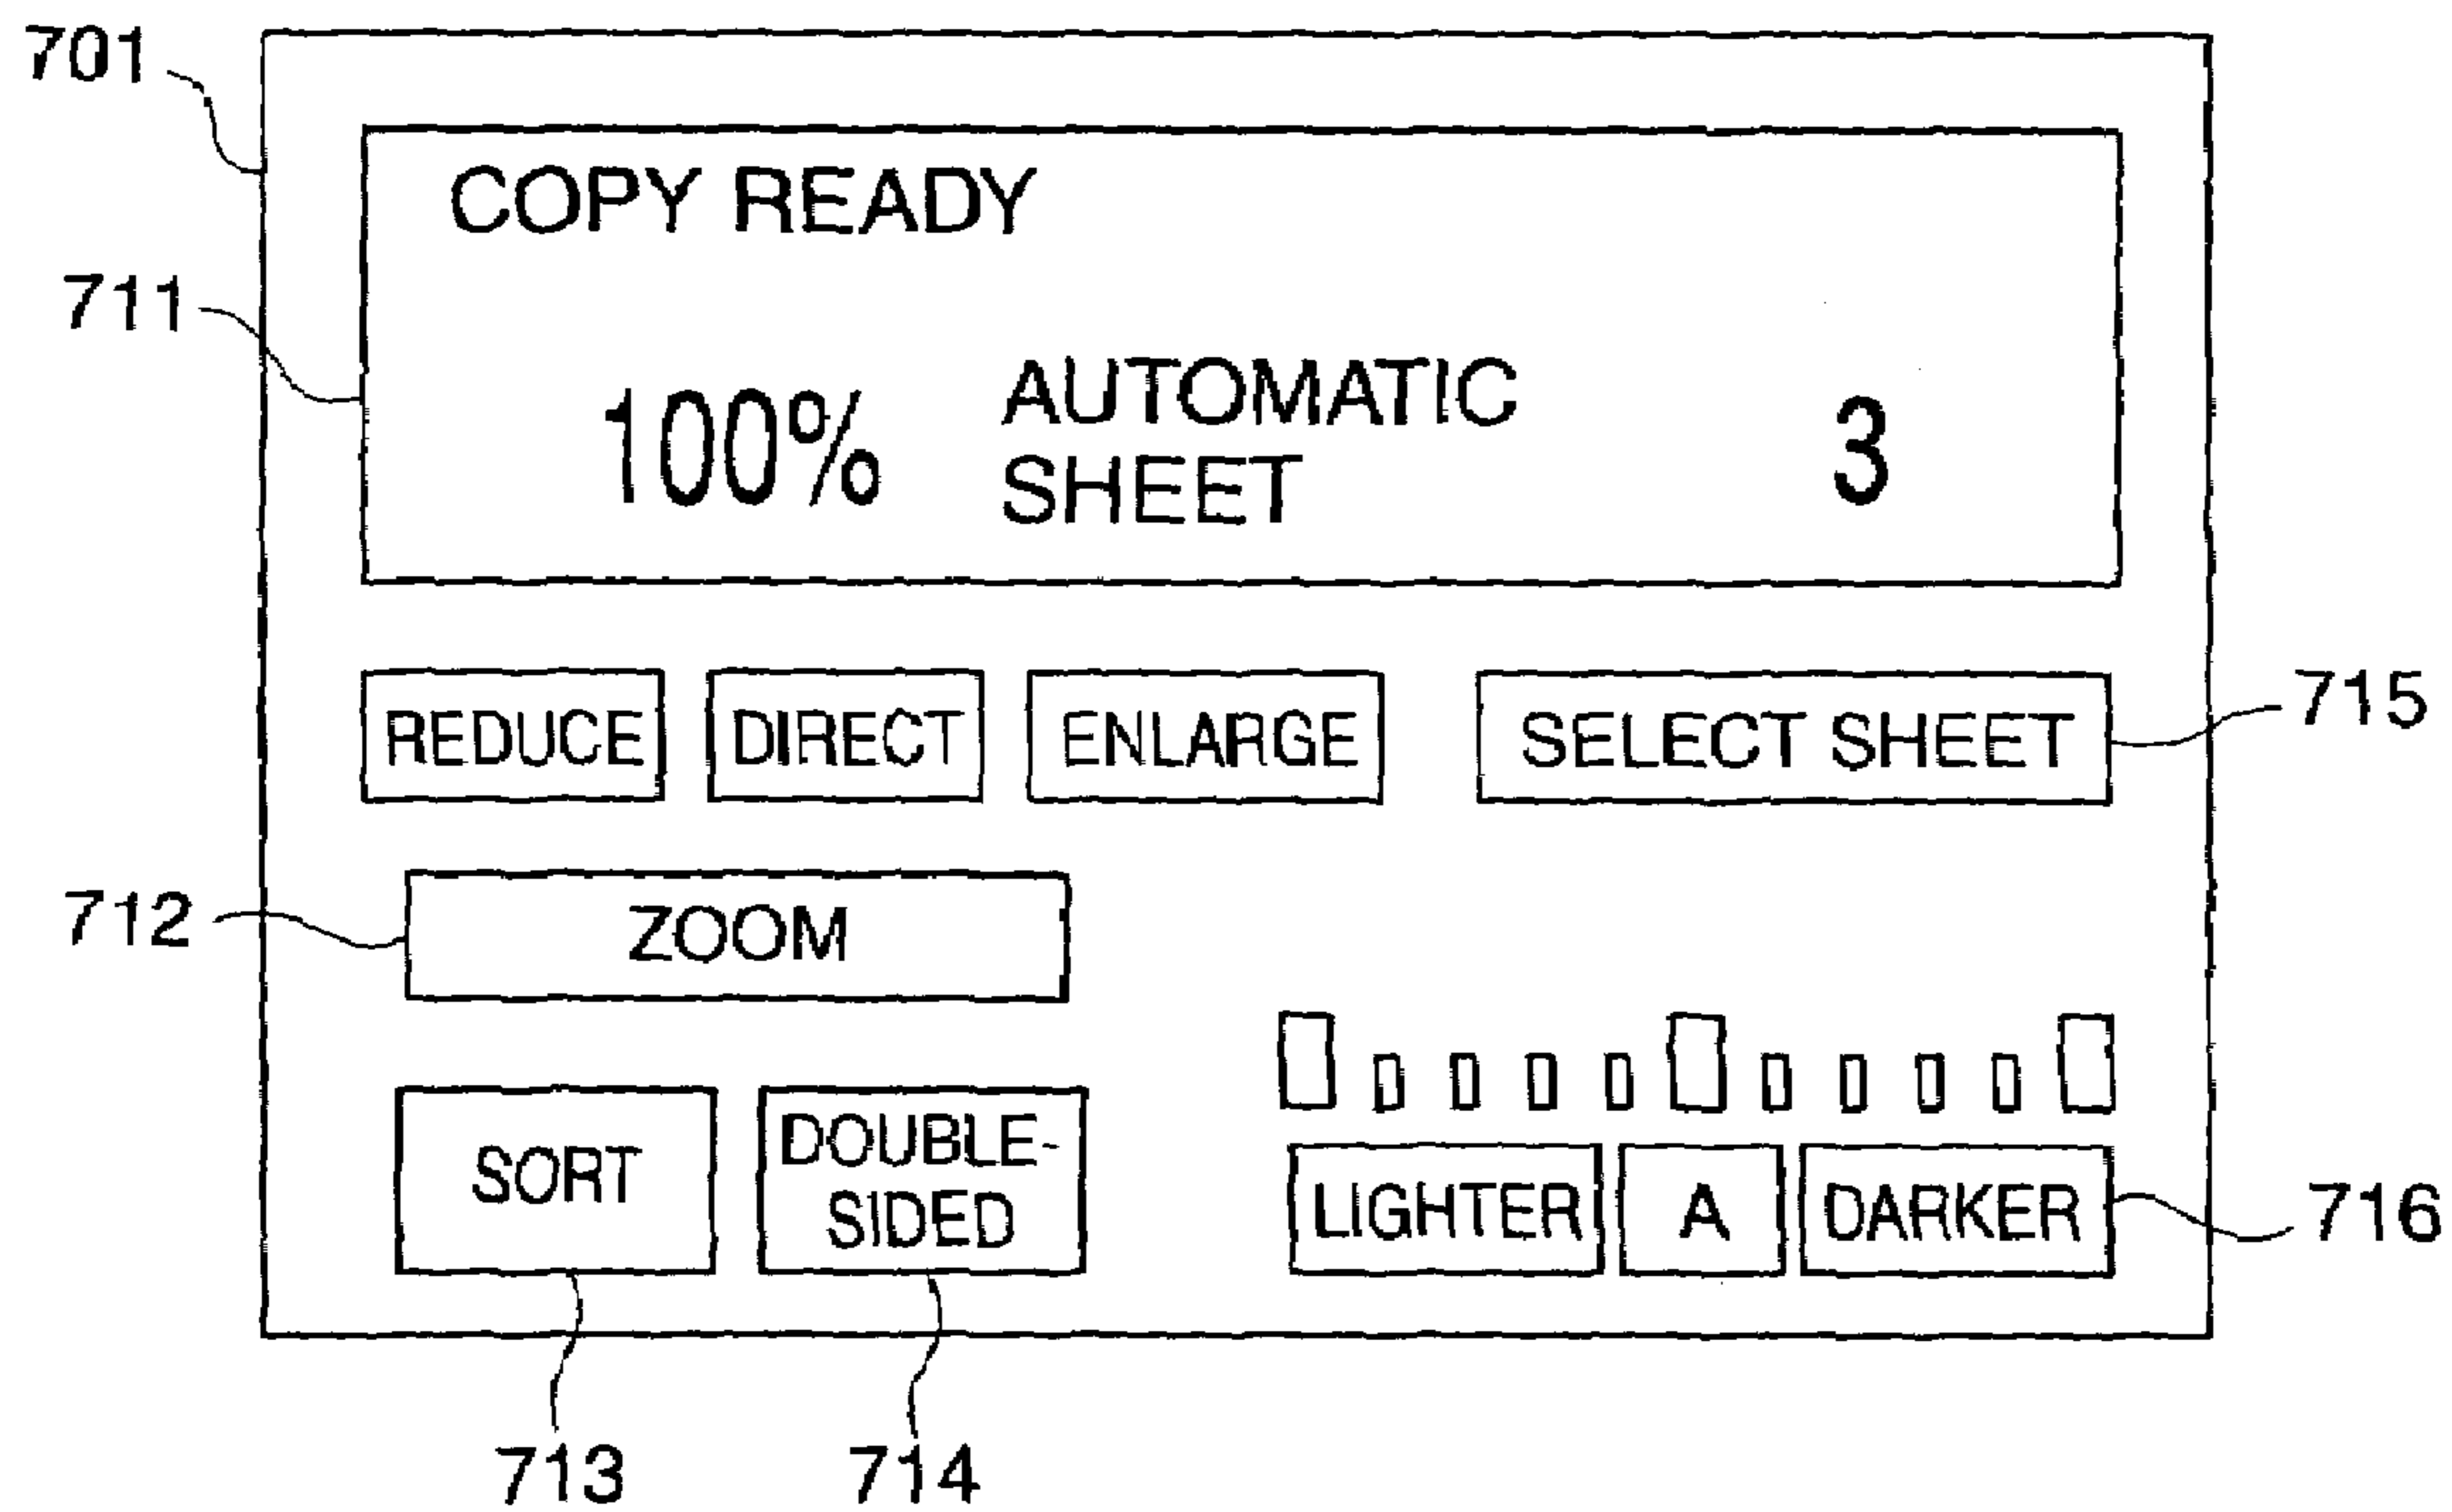 701
COPY READY
711
100% AUTOMATIC SHEET 3
REDUCE DIRECT ENLARGE SELECT SHEET 715
712 ZOOM
SORT DOUBLE-SIDED LIGHTER A DARKER 716
713 714